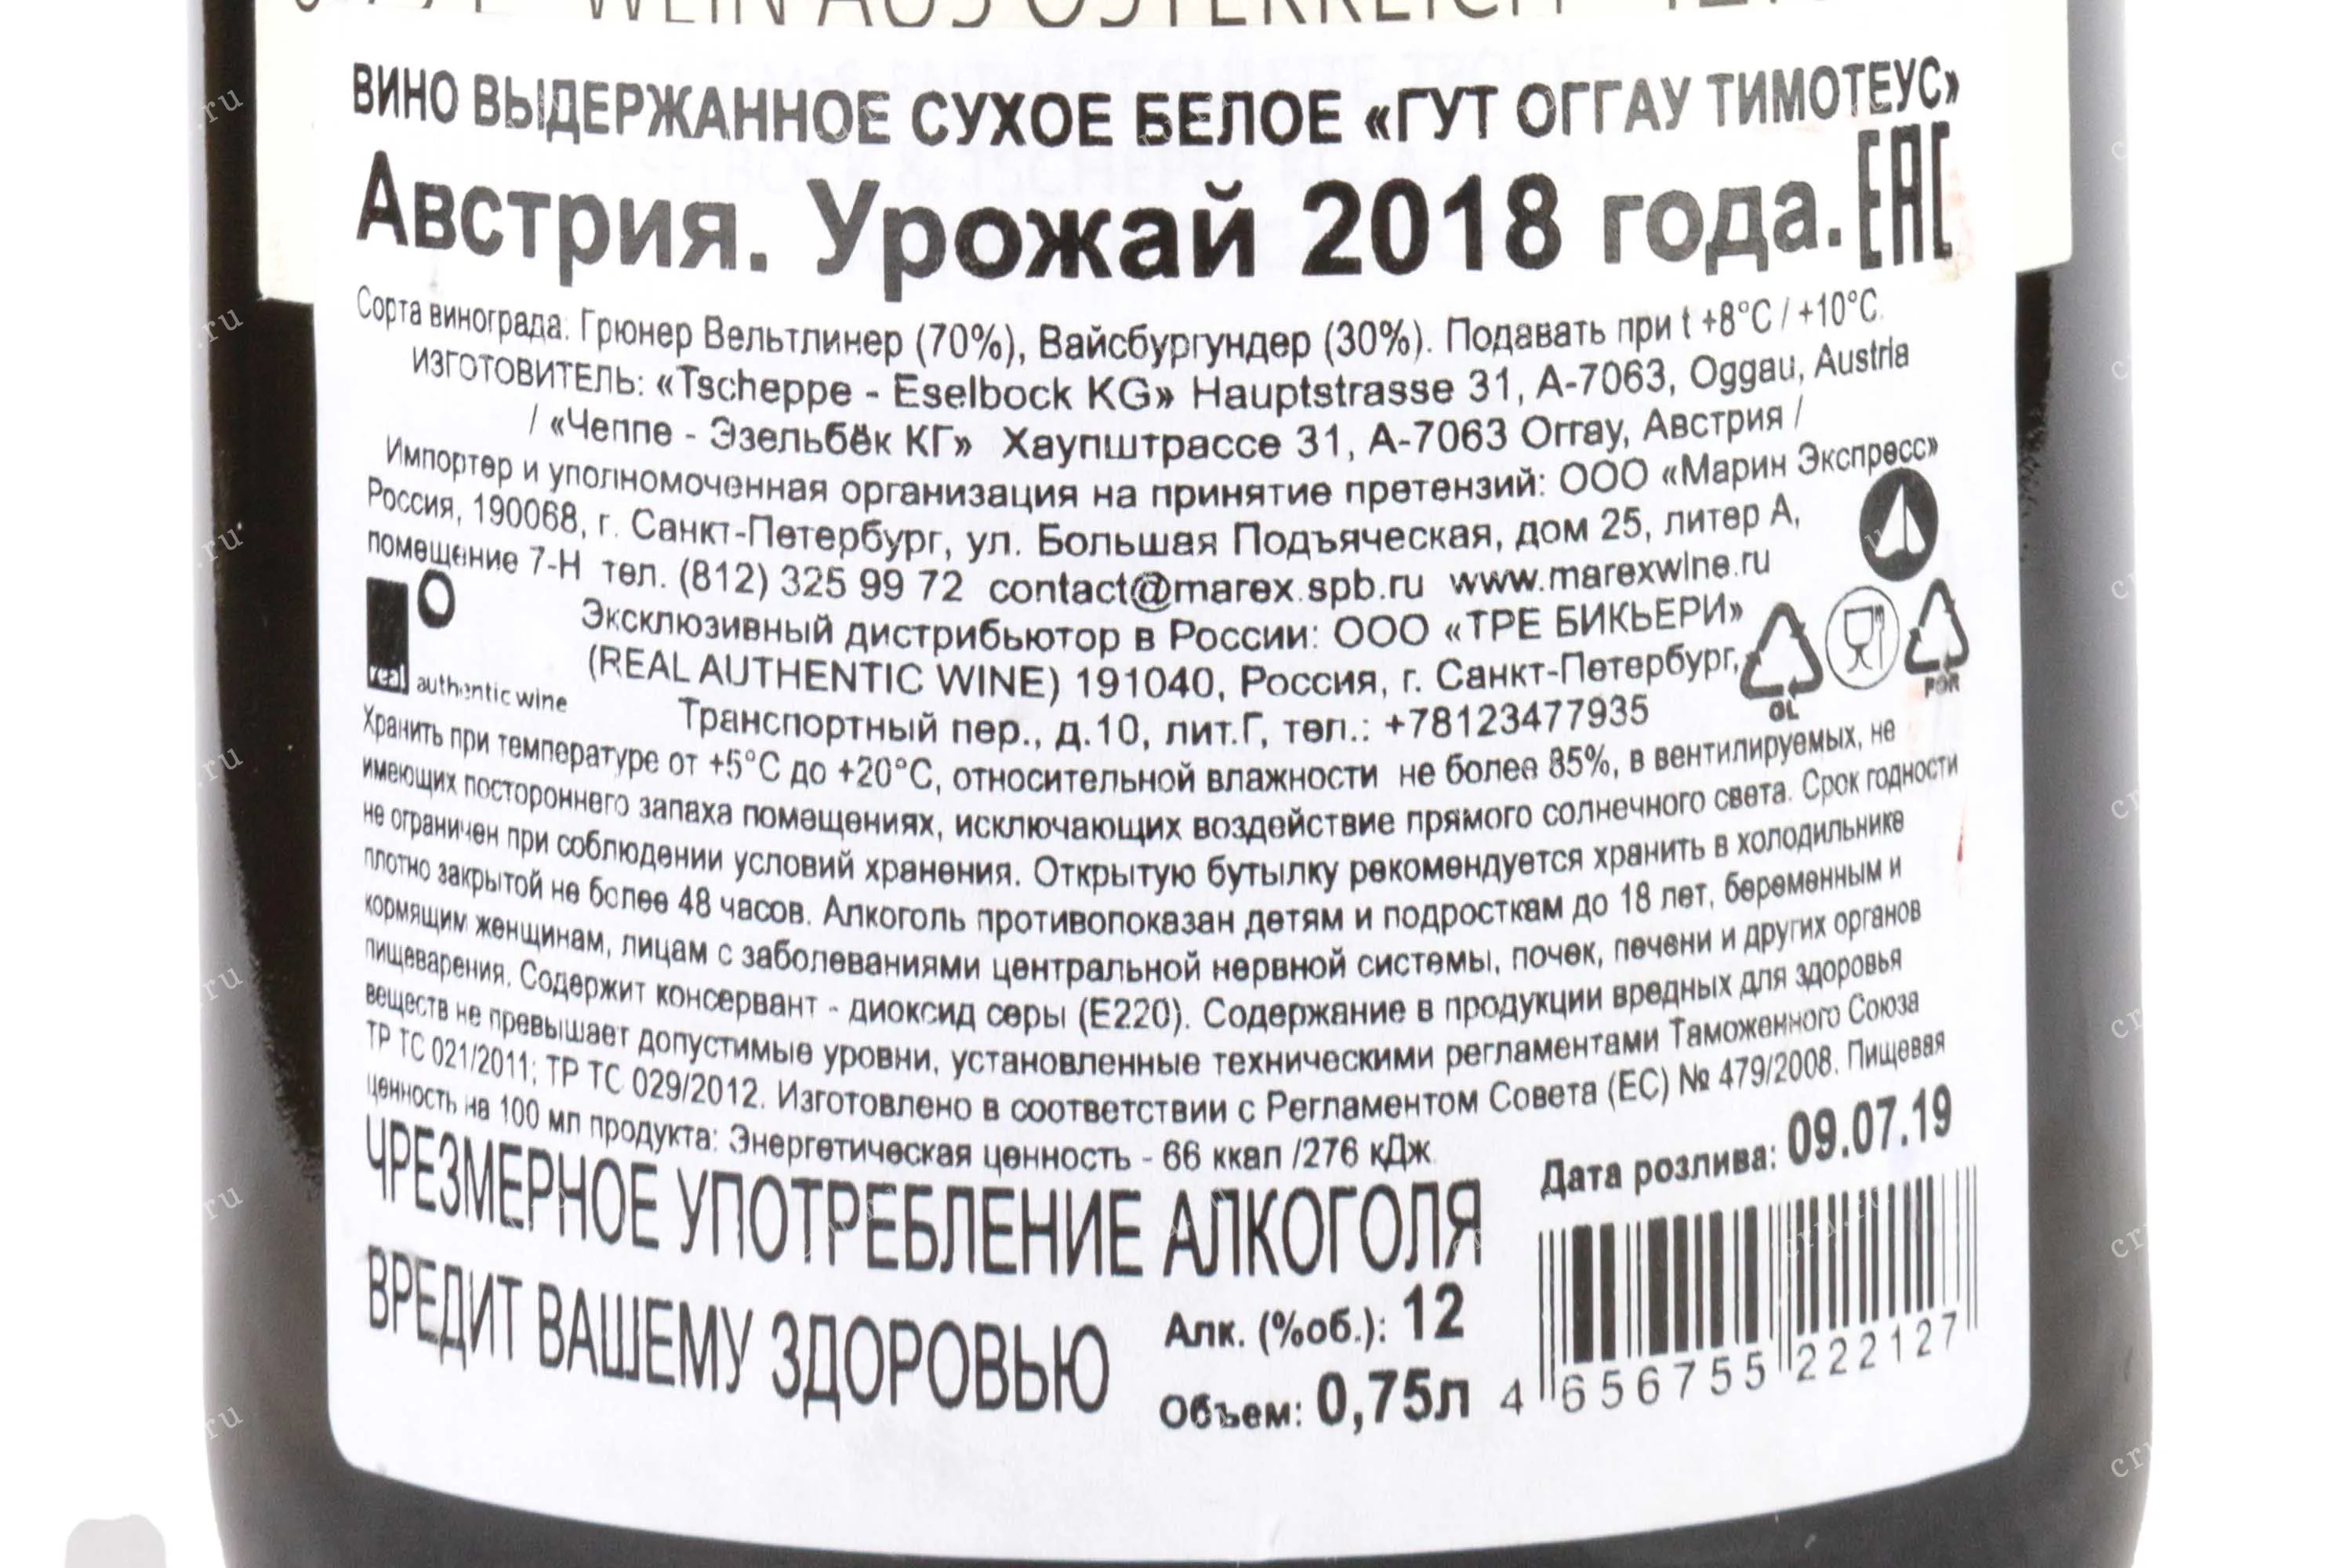 WEIN AUS ÖSTERREICH
ВИНО ВЫДЕРЖАННОЕ СУХОЕ БЕЛОЕ «ГУТ ОГГАУ ТИМОТЕУС»
Австрия. Урожай 2018 года. EAC
Сорта винограда: Грюнер Вельтлинер (70%), Вайсбургундер (30%). Подавать при t +8°C / +10°C.
ИЗГОТОВИТЕЛЬ: «Tscheppe - Eselbock KG» Hauptstrasse 31, A-7063, Oggau, Austria
/ «Чеппе - Эзельбёк КГ» Хаупштрассе 31, А-7063 Оггау, Австрия /
Импортер и уполномоченная организация на принятие претензий: ООО «Марин Экспресс»
Россия, 190068, г. Санкт-Петербург, ул. Большая Подъяческая, дом 25, литер А,
помещение 7-Н тел. (812) 325 99 72 contact@marex.spb.ru www.marexwine.ru
Эксклюзивный дистрибьютор в России: ООО «ТРЕ БИКЬЕРИ»
(REAL AUTHENTIC WINE) 191040, Россия, г. Санкт-Петербург,
real authentic wine
Транспортный пер., д.10, лит.Г, тел.: +78123477935
GL
FOR
Хранить при температуре от +5°C до +20°C, относительной влажности не более 85%, в вентилируемых, не
имеющих постороннего запаха помещениях, исключающих воздействие прямого солнечного света. Срок годности
не ограничен при соблюдении условий хранения. Открытую бутылку рекомендуется хранить в холодильнике
плотно закрытой не более 48 часов. Алкоголь противопоказан детям и подросткам до 18 лет, беременным и
кормящим женщинам, лицам с заболеваниями центральной нервной системы, почек, печени и других органов
пищеварения. Содержит консервант - диоксид серы (Е220). Содержание в продукции вредных для здоровья
веществ не превышает допустимые уровни, установленные техническими регламентами Таможенного Союза
ТР ТС 021/2011; ТР ТС 029/2012. Изготовлено в соответствии с Регламентом Совета (ЕС) № 479/2008. Пищевая
ценность на 100 мл продукта: Энергетическая ценность - 66 ккал /276 кДж
Дата розлива: 09.07.19
ЧРЕЗМЕРНОЕ УПОТРЕБЛЕНИЕ АЛКОГОЛЯ
ВРЕДИТ ВАШЕМУ ЗДОРОВЬЮ
Алк. (%об.): 12
Объем: 0,75л
4 656755 222127